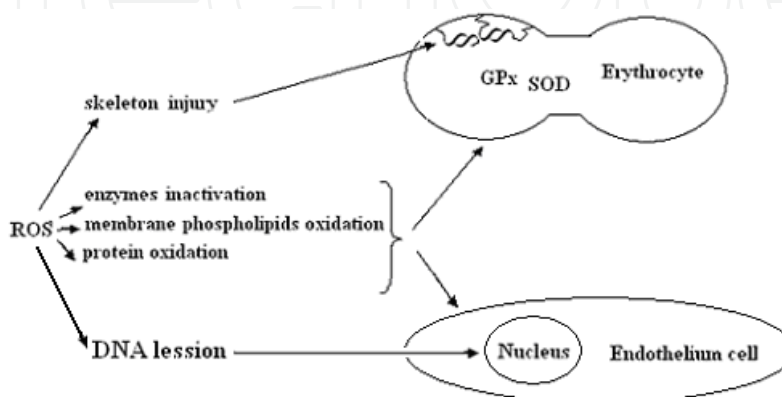 GPx SOD Erythrocyte
skeleton injury
enzymes inactivation
ROS membrane phospholipids oxidation
protein oxidation
DNA lession
Nucleus Endothelium cell